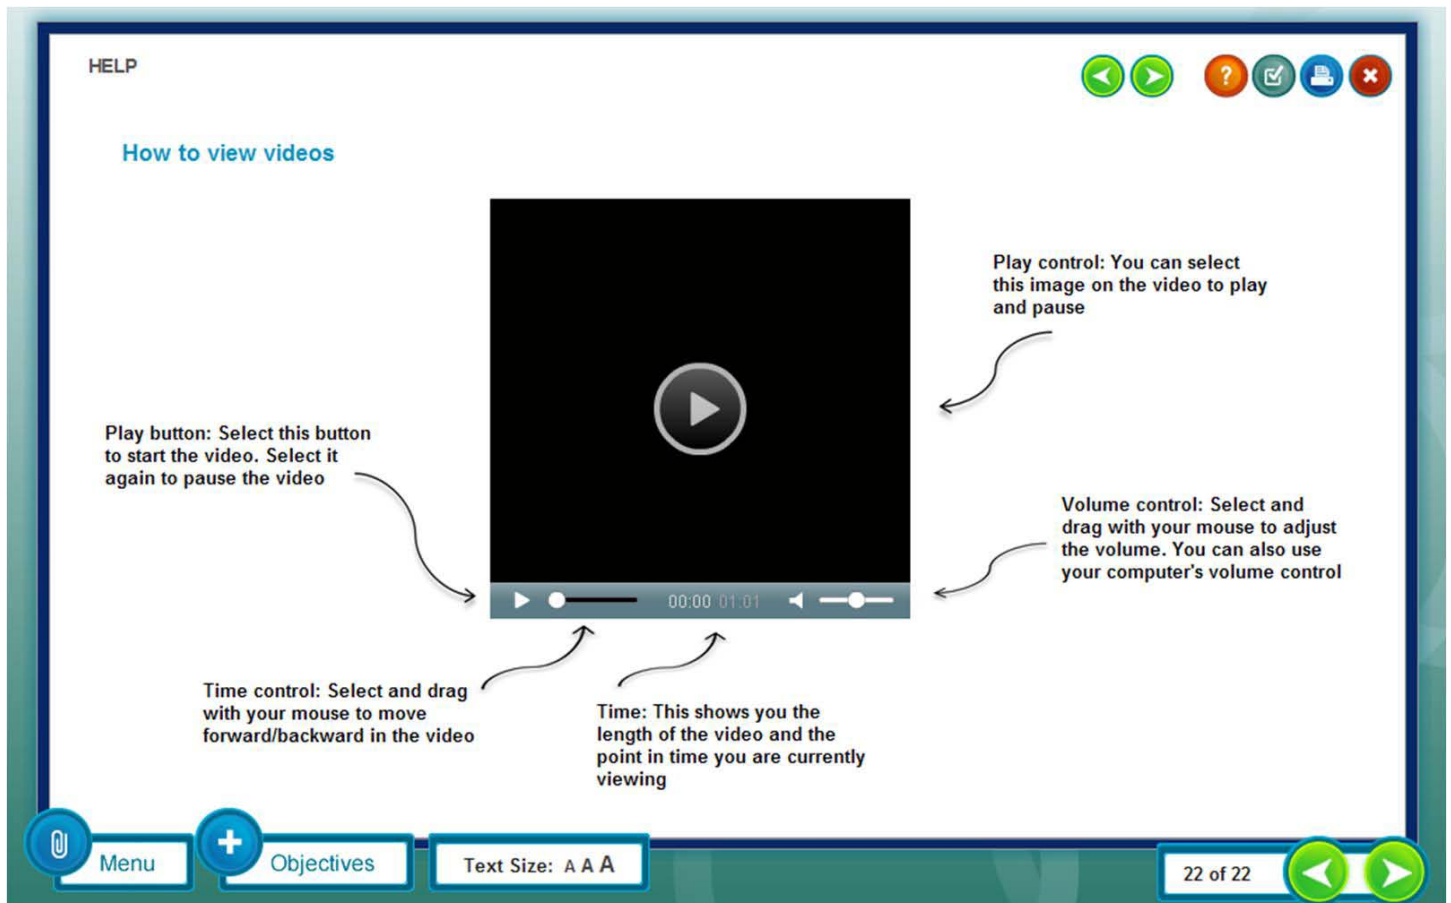 HELP
How to view videos
Play control: You can select
this image on the video to play
and pause
Play button: Select this button
to start the video. Select it
again to pause the video
Volume control: Select and
drag with your mouse to adjust
the volume. You can also use
your computer's volume control
00:00 01:01
Time control: Select and drag
with your mouse to move
forward/backward in the video
Time: This shows you the
length of the video and the
point in time you are currently
viewing
Menu
Objectives
Text Size: A A A
22 of 22